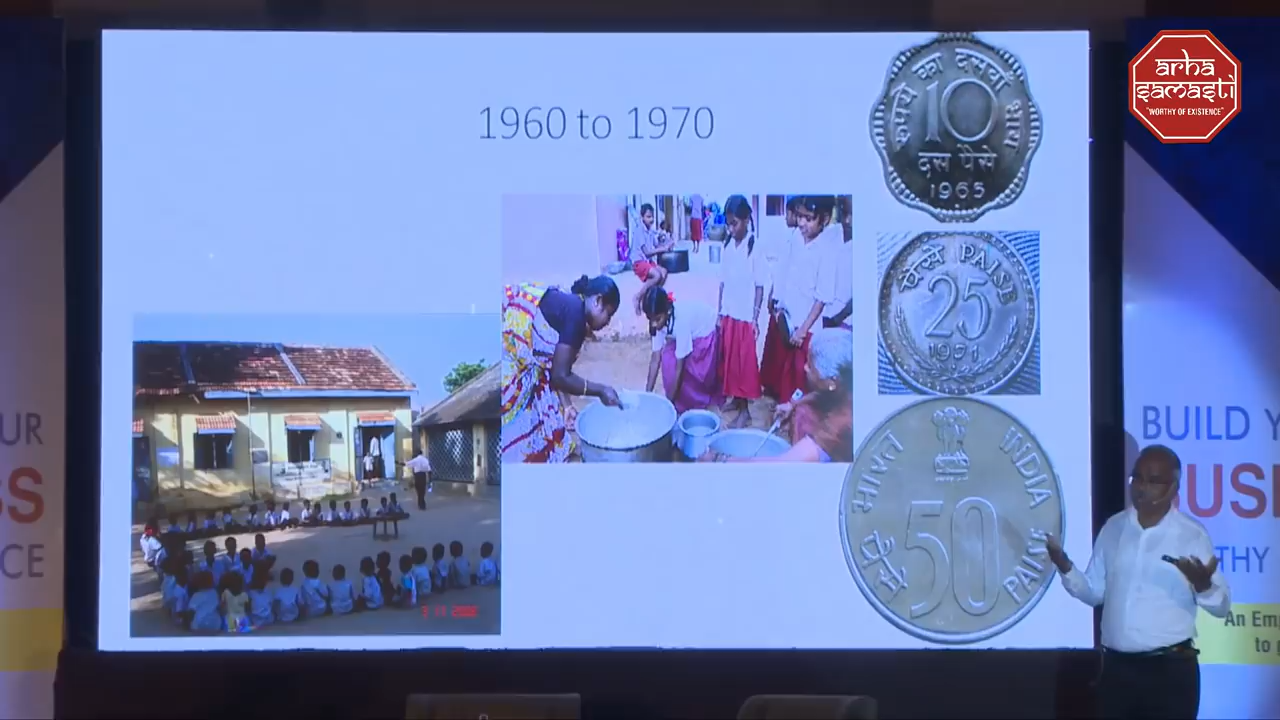 1960 to 1970
रुपये का दसवाँ भाग
10
दस पैसे
1965
पैसे PAISE
25
1971
भारत INDIA
50
पैसे PAISE
3 11 2006
arha
samasti
"WORTHY OF EXISTENCE"
UR
SS
CE
BUILD Y
USI
THY
An Em
to